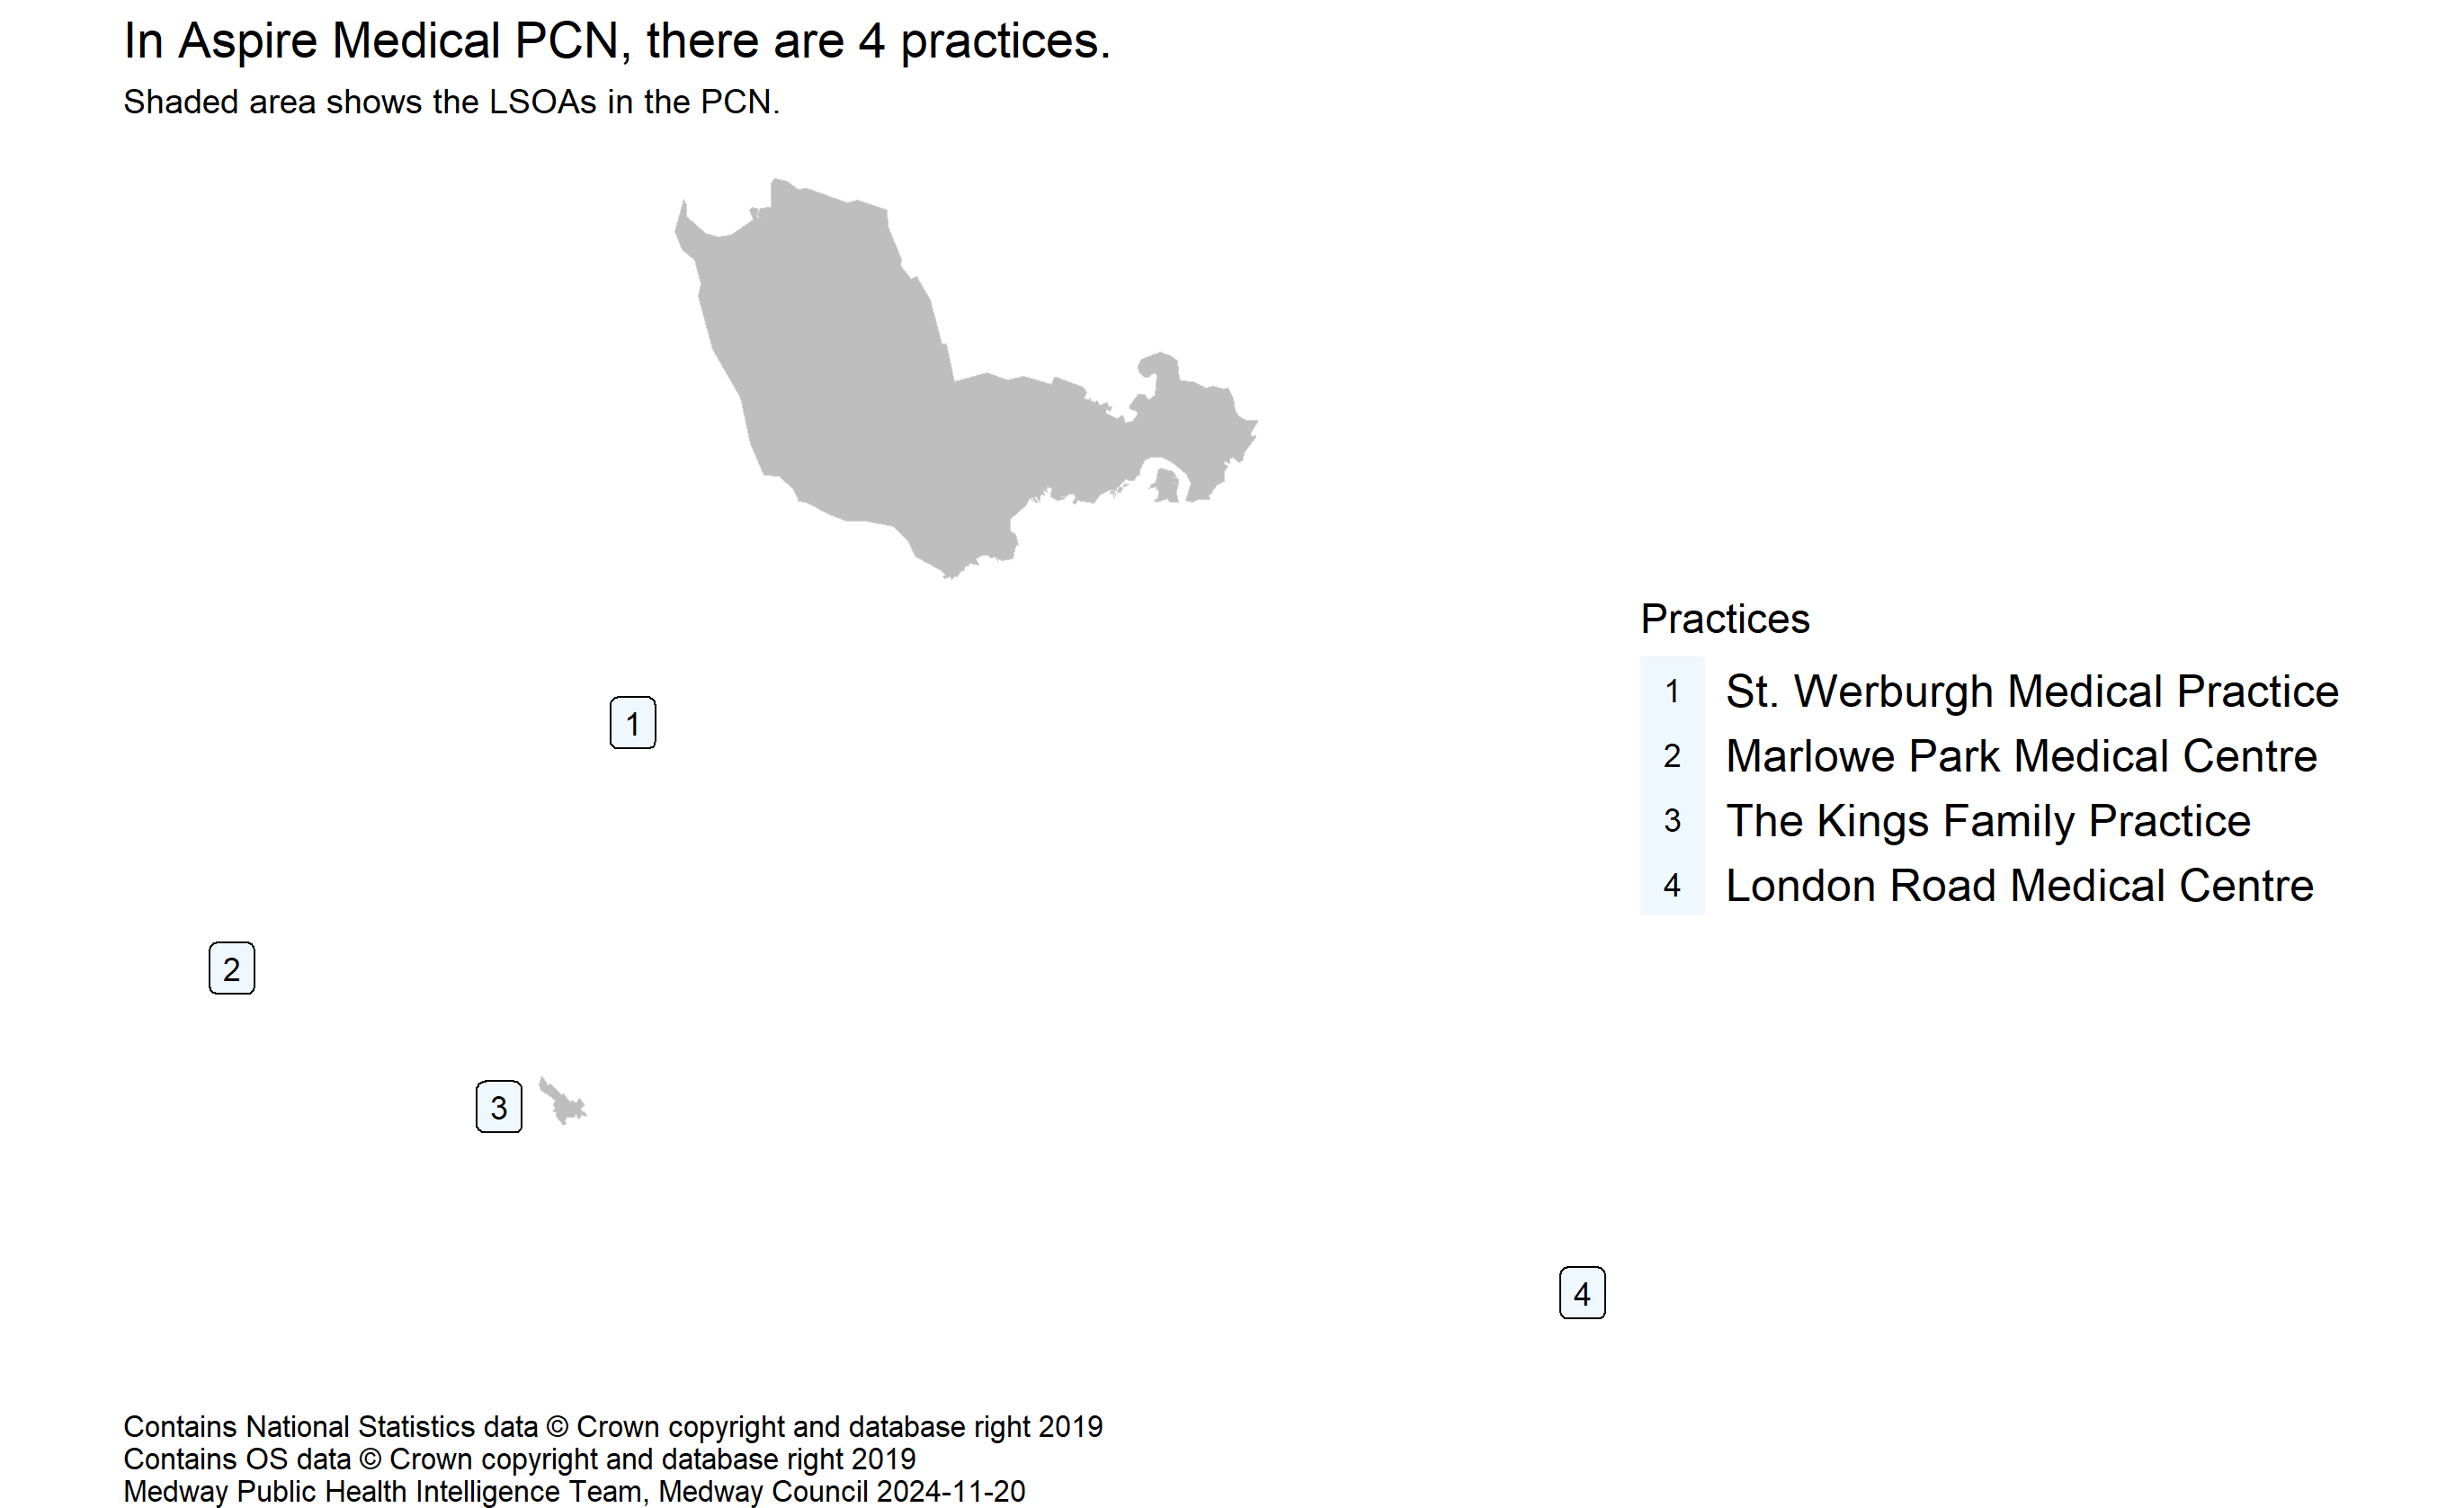 In Aspire Medical PCN, there are 4 practices.
Shaded area shows the LSOAs in the PCN.
Practices
1 St. Werburgh Medical Practice
2 Marlowe Park Medical Centre
3 The Kings Family Practice
4 London Road Medical Centre
1
2
3
4
Contains National Statistics data © Crown copyright and database right 2019
Contains OS data © Crown copyright and database right 2019
Medway Public Health Intelligence Team, Medway Council 2024-11-20